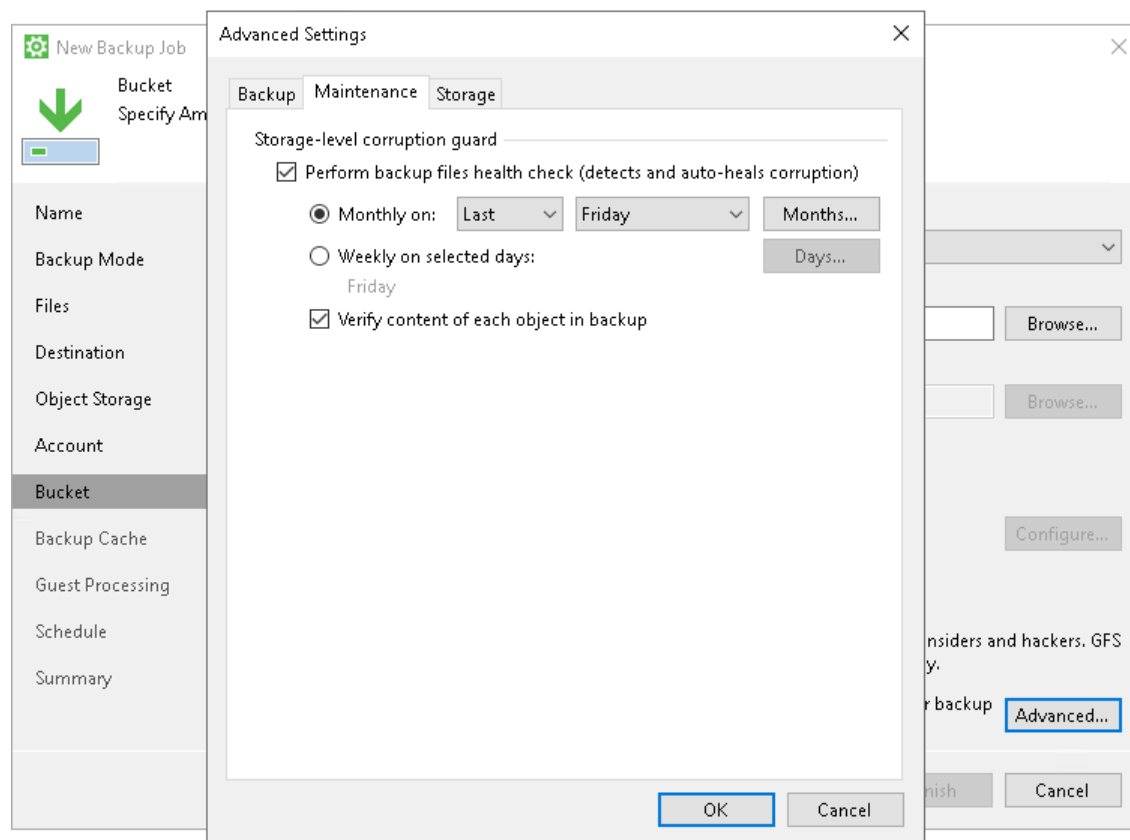 New Backup Job
Bucket
Specify Am
Name
Backup Mode
Files
Destination
Object Storage
Account
Bucket
Backup Cache
Guest Processing
Schedule
Summary
Advanced Settings
Backup Maintenance Storage
Storage-level corruption guard
Perform backup files health check (detects and auto-heals corruption)
Monthly on: Last Friday Months...
Weekly on selected days: Days...
Friday
Verify content of each object in backup
OK Cancel
Browse...
Browse...
Configure...
nsiders and hackers. GFS
y.
r backup Advanced...
nish Cancel